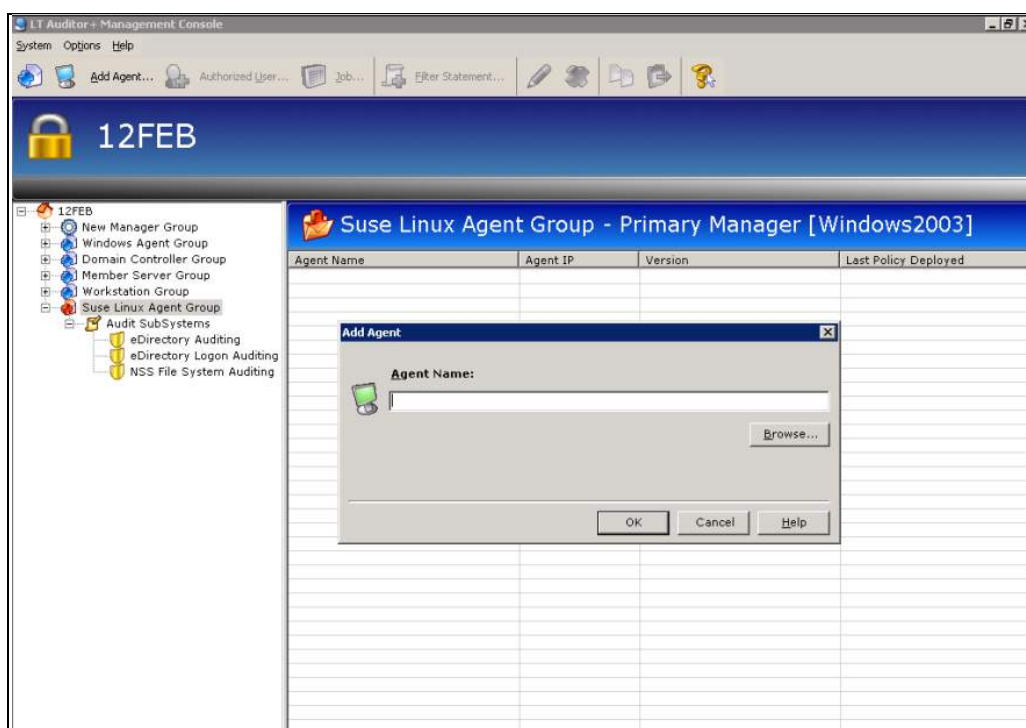 LT Auditor+ Management Console
System Options Help
Add Agent... Authorized User... Job... Filter Statement...
12FEB
12FEB
New Manager Group
Windows Agent Group
Domain Controller Group
Member Server Group
Workstation Group
Suse Linux Agent Group
Audit SubSystems
eDirectory Auditing
eDirectory Logon Auditing
NSS File System Auditing
Suse Linux Agent Group - Primary Manager [Windows2003]
Agent Name Agent IP Version Last Policy Deployed
Add Agent
Agent Name:
Browse...
OK Cancel Help